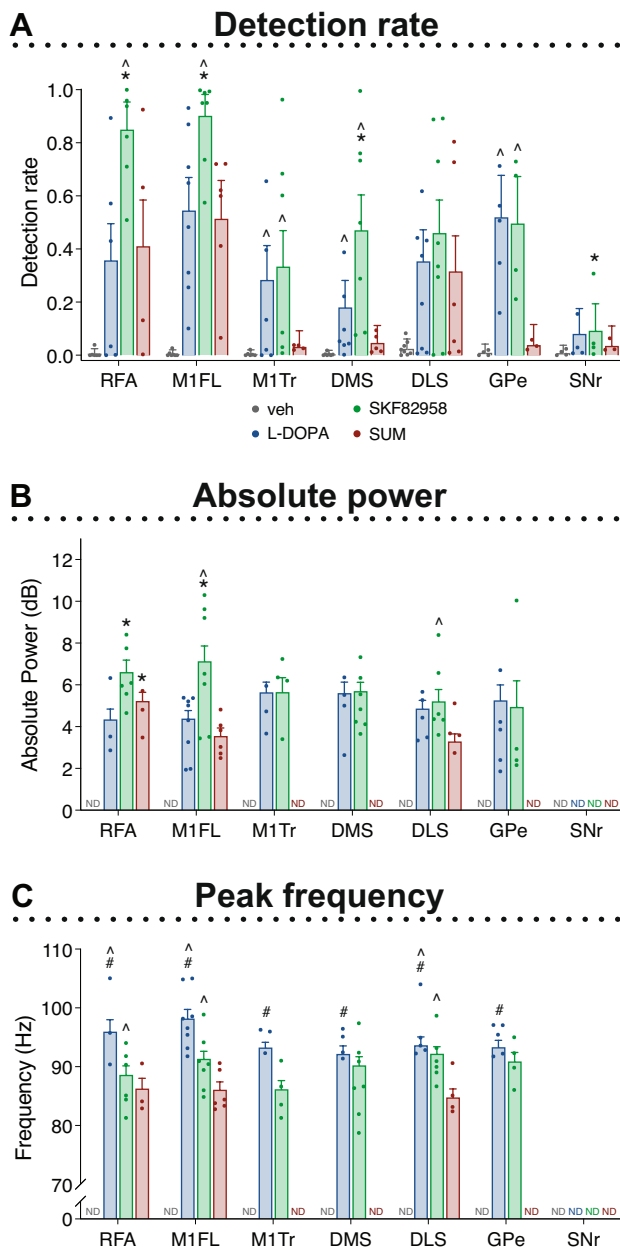 A Detection rate
^ ^
* *
^
*
^ ^
^ ^
^
*
1.0
0.8
0.6
0.4
0.2
0.0
Detection rate
RFA M1FL M1Tr DMS DLS GPe SNr
veh SKF82958
L-DOPA SUM
B Absolute power
^
* * *
^
12
10
8
6
4
2
0
Absolute Power (dB)
ND ND ND ND ND ND ND ND ND ND ND ND ND
RFA M1FL M1Tr DMS DLS GPe SNr
C Peak frequency
^ ^ ^
# # # # # #
^ ^ ^
110
100
90
80
70
0
Frequency (Hz)
ND ND ND ND ND ND ND ND ND ND ND ND ND
RFA M1FL M1Tr DMS DLS GPe SNr